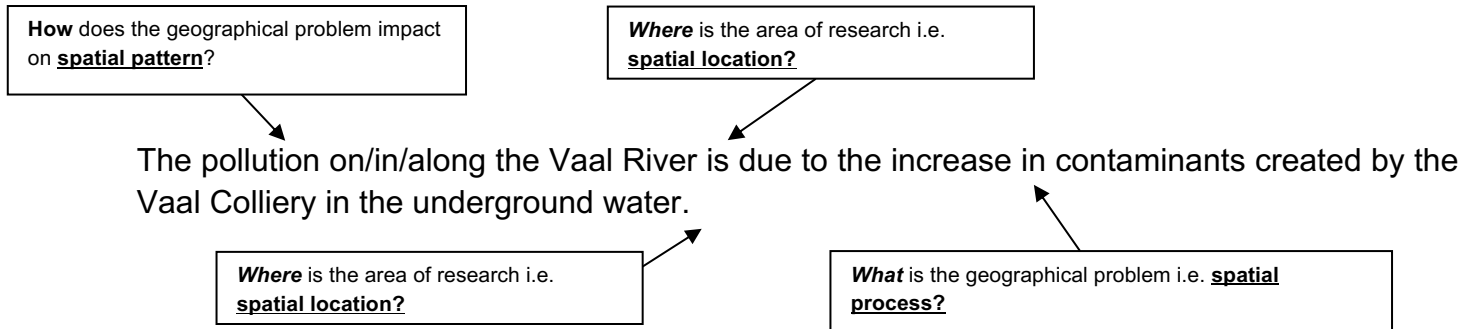 How does the geographical problem impact
on spatial pattern?
Where is the area of research i.e.
spatial location?
The pollution on/in/along the Vaal River is due to the increase in contaminants created by the
Vaal Colliery in the underground water.
Where is the area of research i.e.
spatial location?
What is the geographical problem i.e. spatial
process?